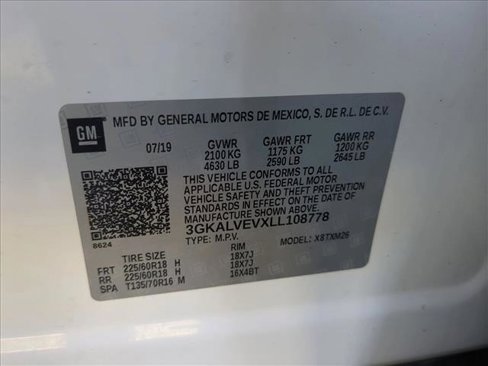 GM
MFD BY GENERAL MOTORS DE MEXICO, S. DE R.L. DE C.V.
07/19 GVWR GAWR FRT GAWR RR
2100 KG 1175 KG 1200 KG
4630 LB 2590 LB 2645 LB
THIS VEHICLE CONFORMS TO ALL
APPLICABLE U.S. FEDERAL MOTOR
VEHICLE SAFETY AND THEFT PREVENTION
STANDARDS IN EFFECT ON THE DATE OF
MANUFACTURE SHOWN ABOVE.
3GKALVEVXLL108778
8624
TYPE: M.P.V. MODEL: X8TXM26
TIRE SIZE RIM
FRT 225/60R18 H 18X7J
RR 225/60R18 H 18X7J
SPA T135/70R16 M 16X4BT